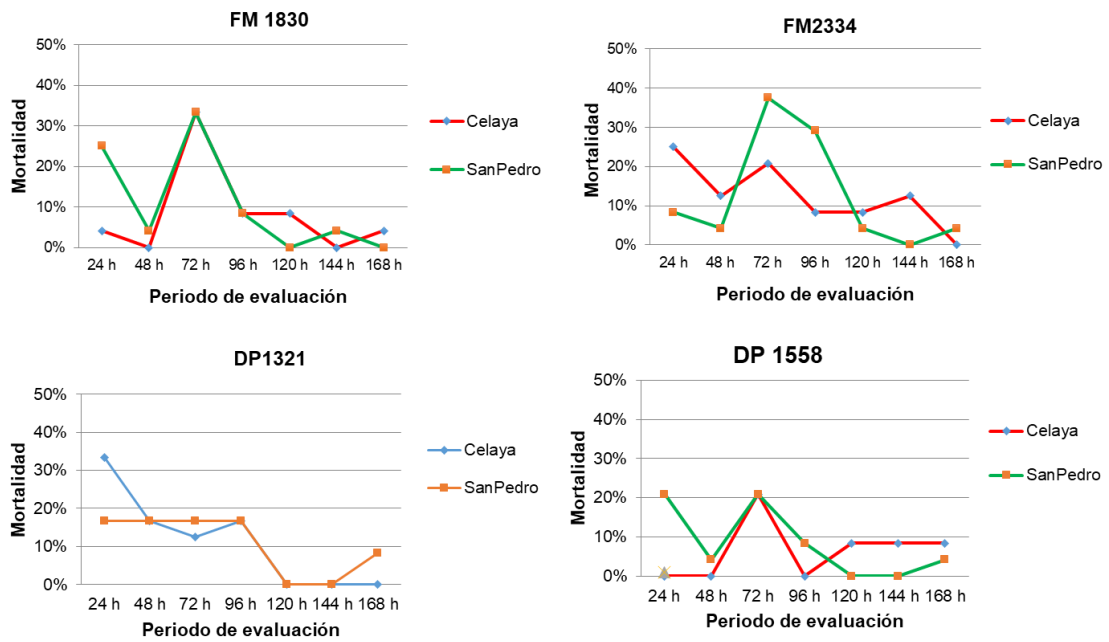 FM 1830
50%
40%
30%
20%
10%
0%
Mortalidad
24 h 48 h 72 h 96 h 120 h 144 h 168 h
Periodo de evaluación
Celaya
SanPedro
FM2334
50%
40%
30%
20%
10%
0%
Mortalidad
24 h 48 h 72 h 96 h 120 h 144 h 168 h
Periodo de evaluación
Celaya
SanPedro
DP1321
50%
40%
30%
20%
10%
0%
Mortalidad
24 h 48 h 72 h 96 h 120 h 144 h 168 h
Periodo de evaluación
Celaya
SanPedro
DP 1558
50%
40%
30%
20%
10%
0%
Mortalidad
24 h 48 h 72 h 96 h 120 h 144 h 168 h
Periodo de evaluación
Celaya
SanPedro